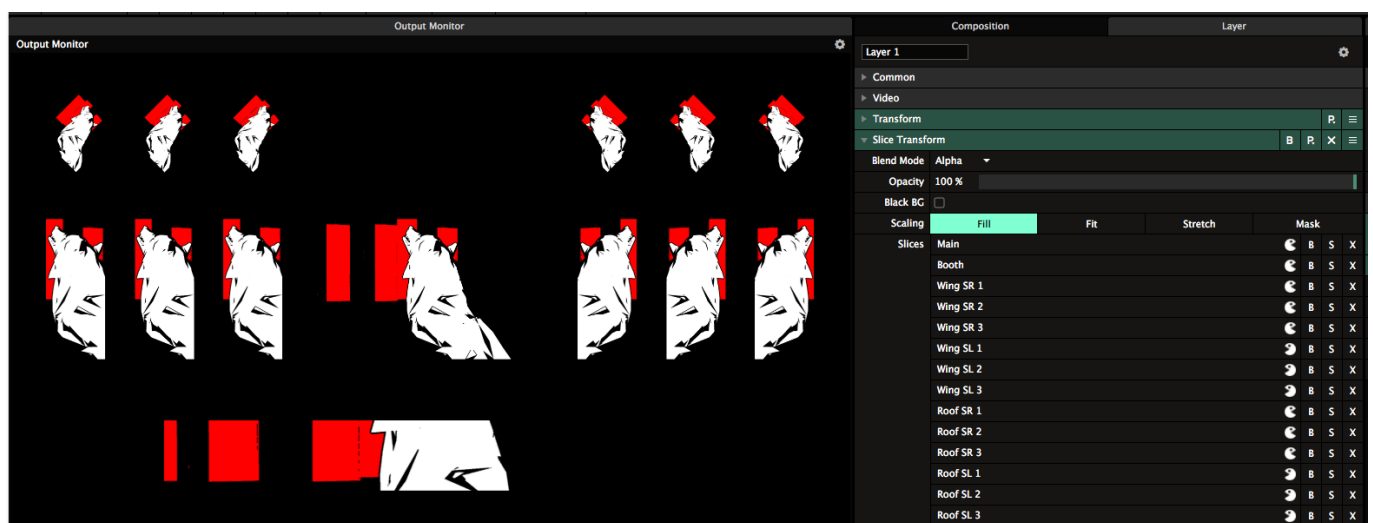 Output Monitor
Composition
Layer
Output Monitor
Layer 1
Common
Video
Transform P.
Slice Transform B P. X
Blend Mode Alpha
Opacity 100 %
Black BG
Scaling Fill Fit Stretch Mask
Slices Main B S X
Booth B S X
Wing SR 1 B S X
Wing SR 2 B S X
Wing SR 3 B S X
Wing SL 1 B S X
Wing SL 2 B S X
Wing SL 3 B S X
Roof SR 1 B S X
Roof SR 2 B S X
Roof SR 3 B S X
Roof SL 1 B S X
Roof SL 2 B S X
Roof SL 3 B S X